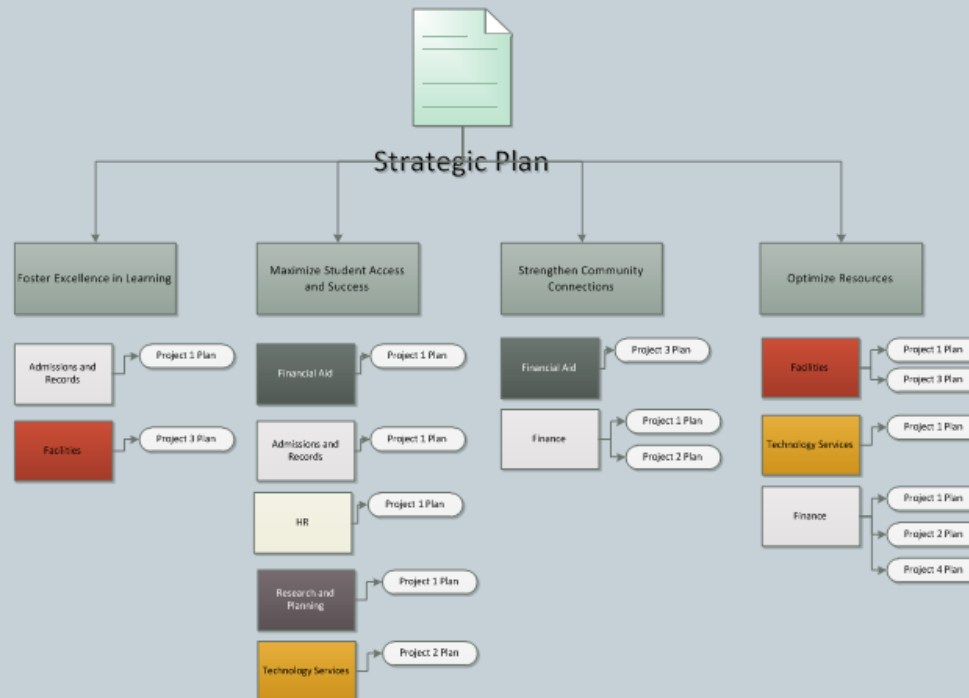 Strategic Plan
Foster Excellence in Learning
Maximize Student Access
and Success
Strengthen Community
Connections
Optimize Resources
Admissions and
Records
Project 1 Plan
Facilities
Project 3 Plan
Financial Aid
Project 1 Plan
Admissions and
Records
Project 1 Plan
HR
Project 1 Plan
Research and
Planning
Project 1 Plan
Technology Services
Project 2 Plan
Financial Aid
Project 3 Plan
Finance
Project 1 Plan
Project 2 Plan
Facilities
Project 1 Plan
Project 3 Plan
Technology Services
Project 1 Plan
Finance
Project 1 Plan
Project 2 Plan
Project 4 Plan